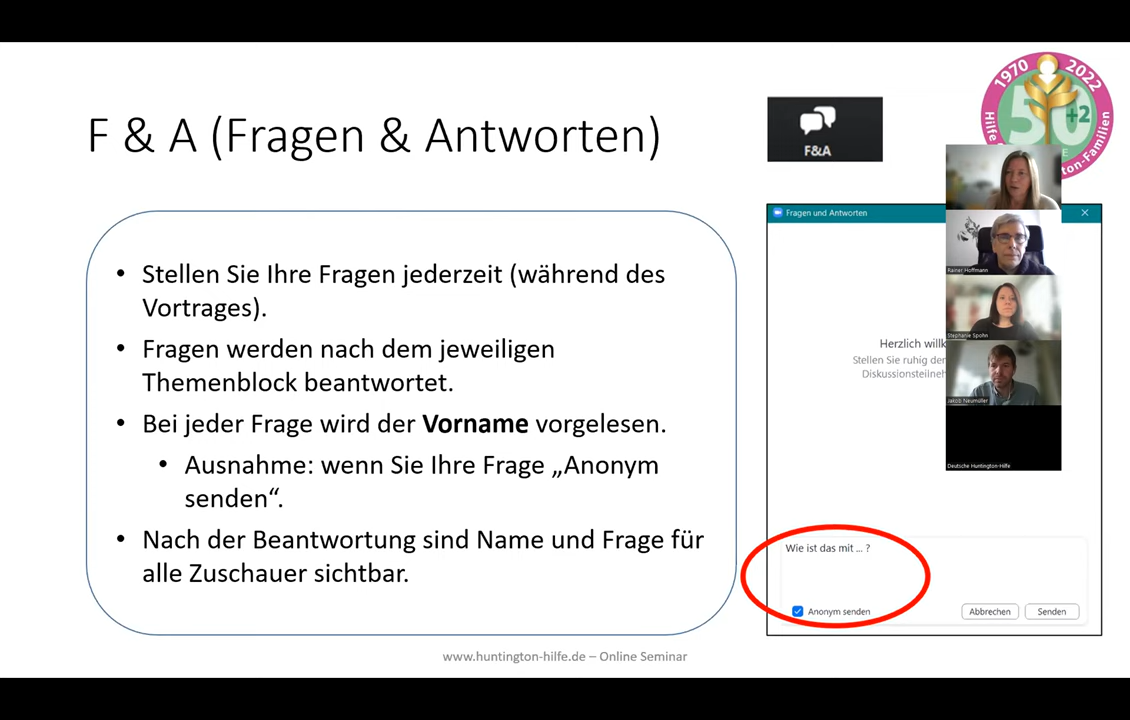 F & A (Fragen & Antworten)
F&A
1970 2022
50
+2
Hilfe
ton-Familien
Stellen Sie Ihre Fragen jederzeit (während des
Vortrages).
Fragen werden nach dem jeweiligen
Themenblock beantwortet.
Bei jeder Frage wird der Vorname vorgelesen.
Ausnahme: wenn Sie Ihre Frage „Anonym
senden“.
Nach der Beantwortung sind Name und Frage für
alle Zuschauer sichtbar.
Fragen und Antworten
Rainer Hoffmann
Stephanie Spohn
Herzlich willk
Stellen Sie ruhig der
Diskussionsteilneh
Jakob Neumüller
Deutsche Huntington-Hilfe
Wie ist das mit ... ?
Anonym senden
Abbrechen
Senden
www.huntington-hilfe.de – Online Seminar